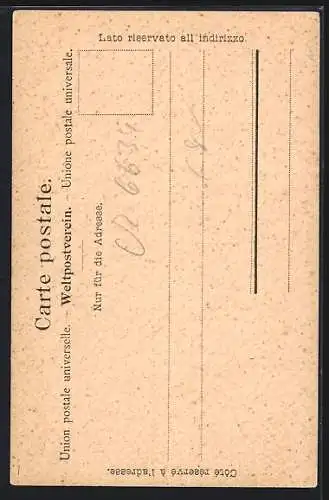 Carte postale.
Union postale universelle. – Weltpostverein. – Unione postale universale.
Nur für die Adresse.
Lato riservato all' indirizzo.
Côté réservé à l'adresse.